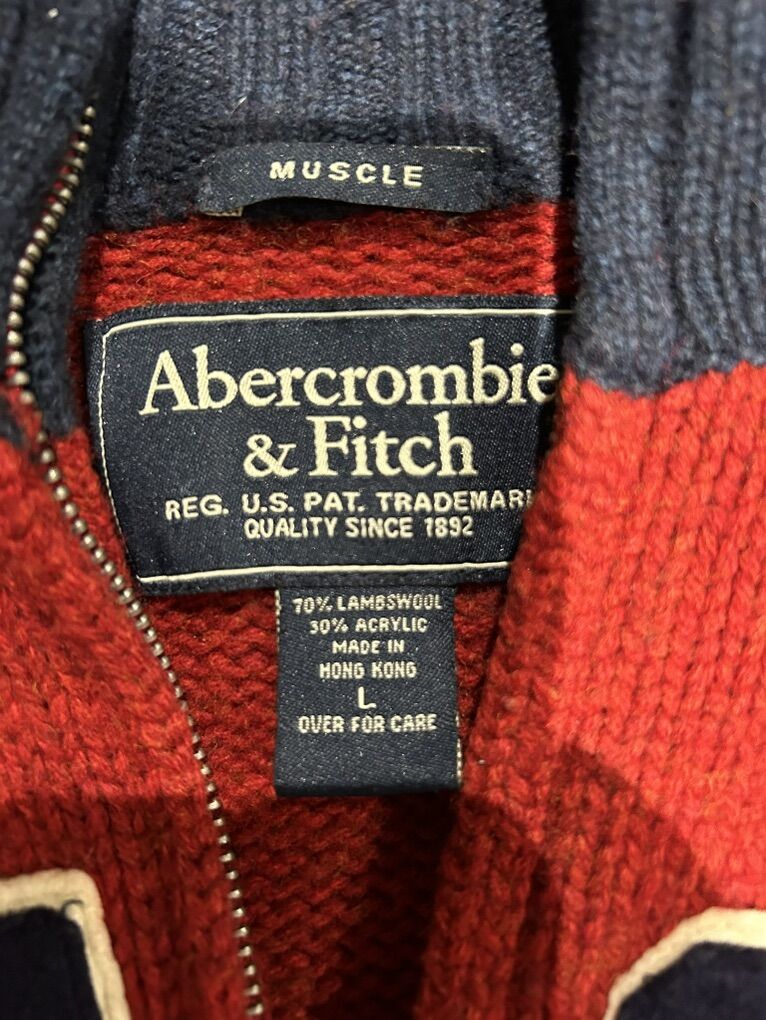 MUSCLE
Abercrombie
& Fitch
REG. U.S. PAT. TRADEMARK
QUALITY SINCE 1892
70% LAMBSWOOL
30% ACRYLIC
MADE IN
HONG KONG
L
OVER FOR CARE